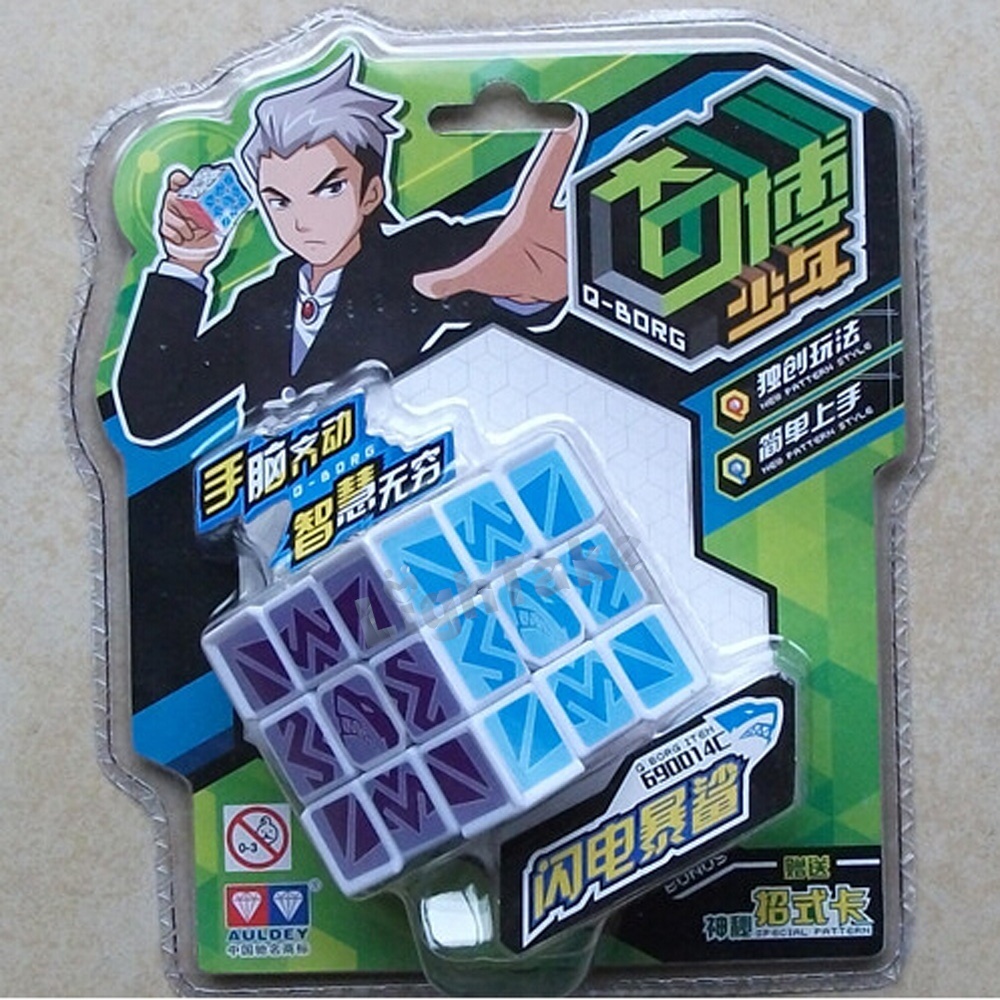 奇博
少年
Q-BORG
独创玩法
NEW PATTERN STYLE
简单上手
NEW PATTERN STYLE
手脑齐动
Q-BORG
智慧无穷
LighTake
Q-BORG ITEM
690014C
闪电暴鲨
BONUS
赠送
神秘 招式卡
SPECIAL PATTERN
0-3
AULDEY
中国驰名商标